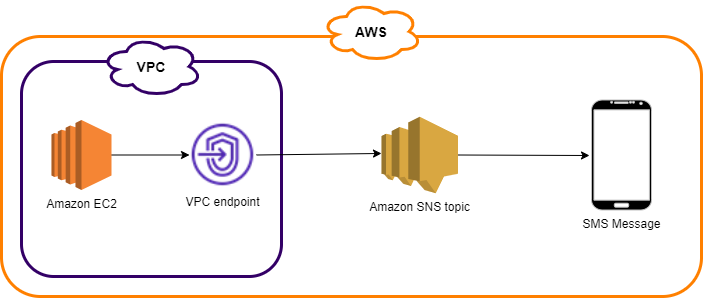 AWS
VPC
Amazon EC2
VPC endpoint
Amazon SNS topic
SMS Message